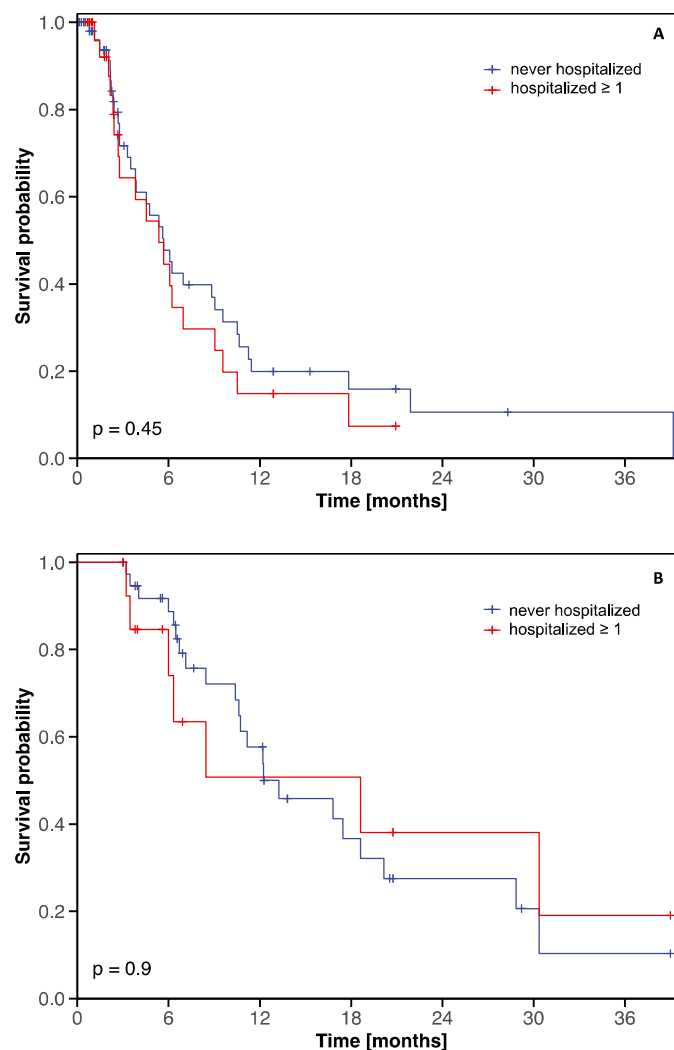 A
1.0
never hospitalized
hospitalized ≥ 1
0.8
0.6
0.4
0.2
0.0
Survival probability
p = 0.45
0 6 12 18 24 30 36
Time [months]
B
1.0
never hospitalized
hospitalized ≥ 1
0.8
0.6
0.4
0.2
0.0
Survival probability
p = 0.9
0 6 12 18 24 30 36
Time [months]